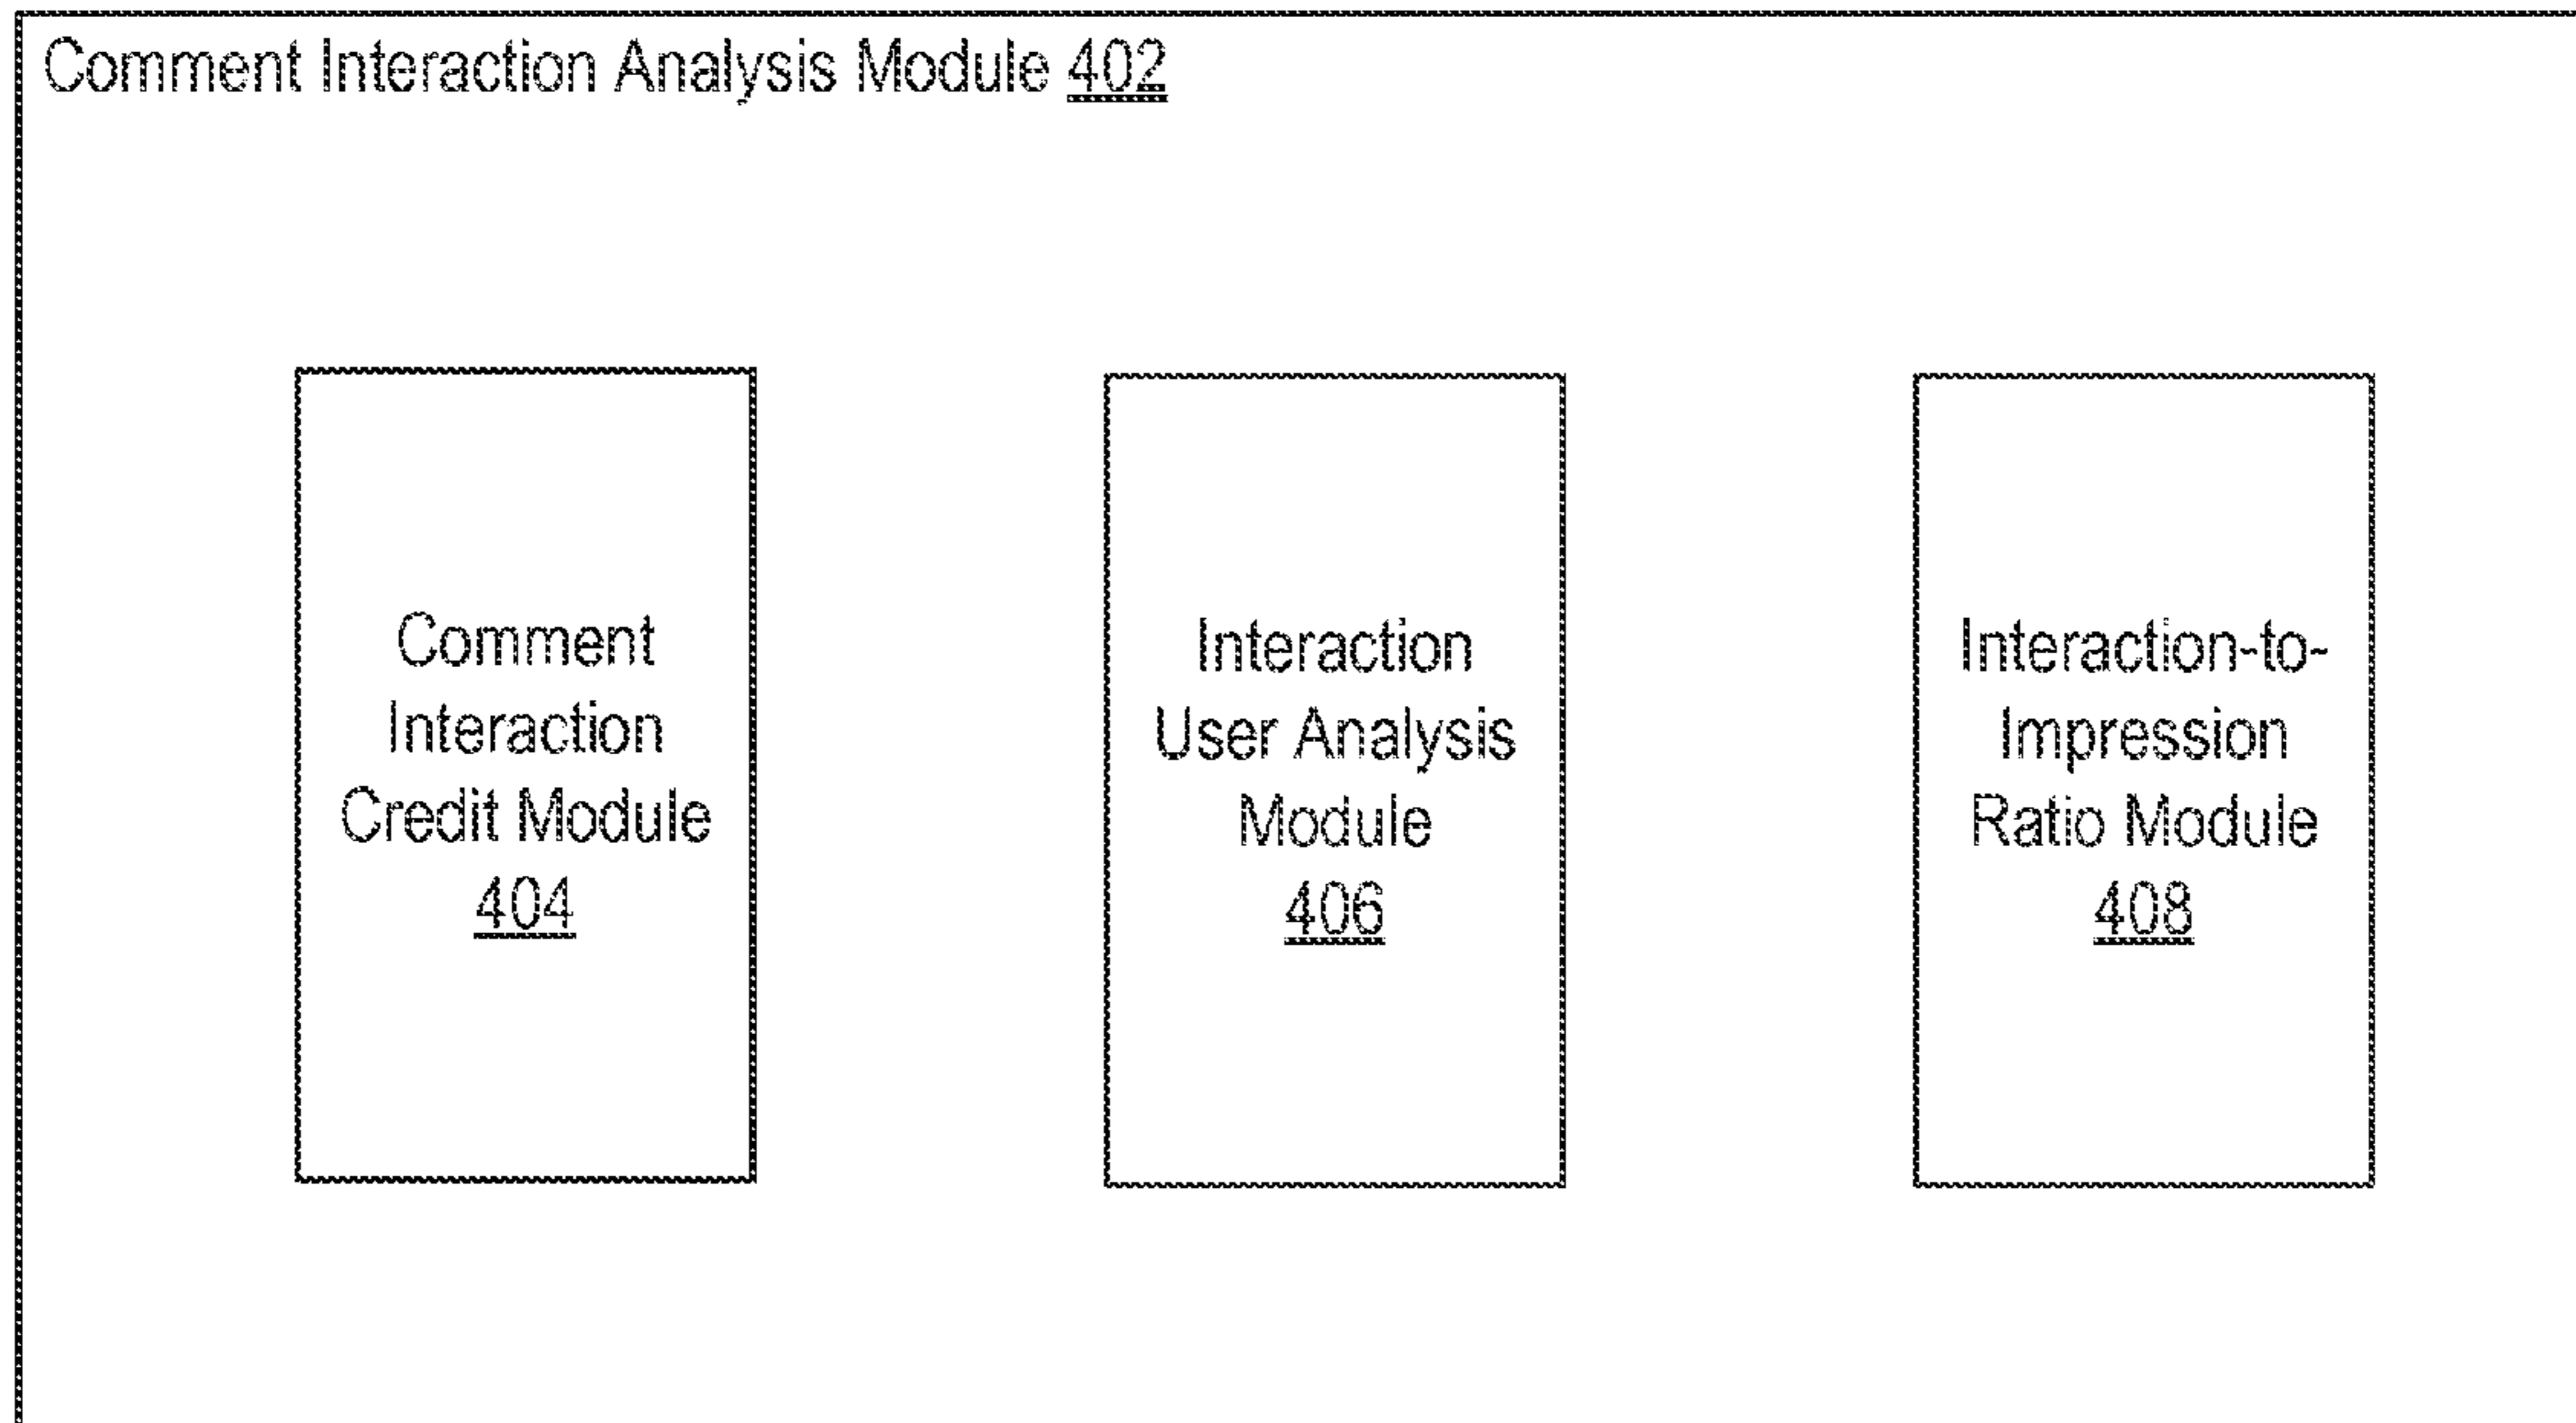 Comment Interaction Analysis Module 402
Comment
Interaction
Credit Module
404
Interaction
User Analysis
Module
406
Interaction-to-
Impression
Ratio Module
408